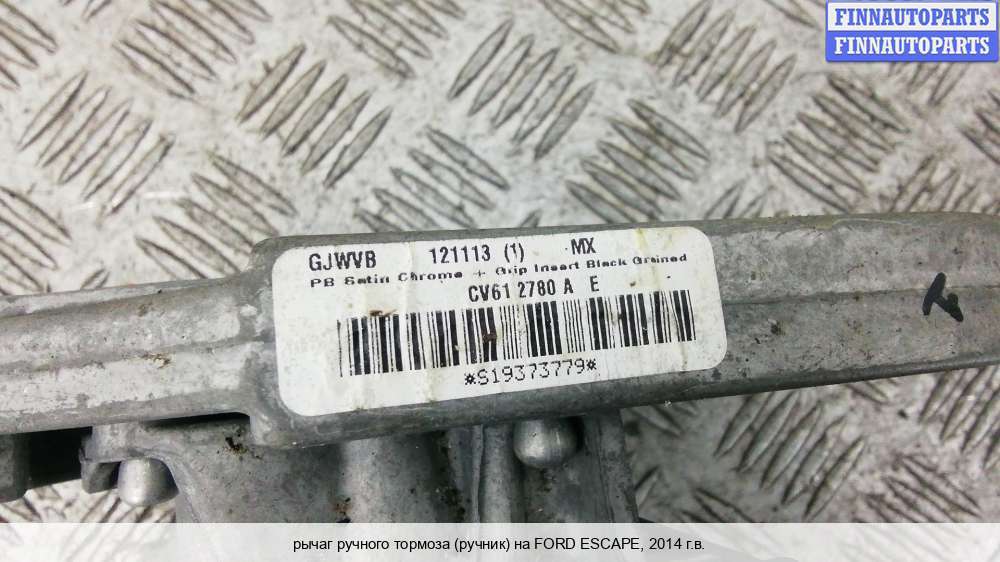 FINNAUTOPARTS
FINNAUTOPARTS
GJWVB 121113 (1) MX
PB Satin Chrome + Grip Insert Black Grained
CV61 2780 A E
*S19373779*
рычаг ручного тормоза (ручник) на FORD ESCAPE, 2014 г.в.